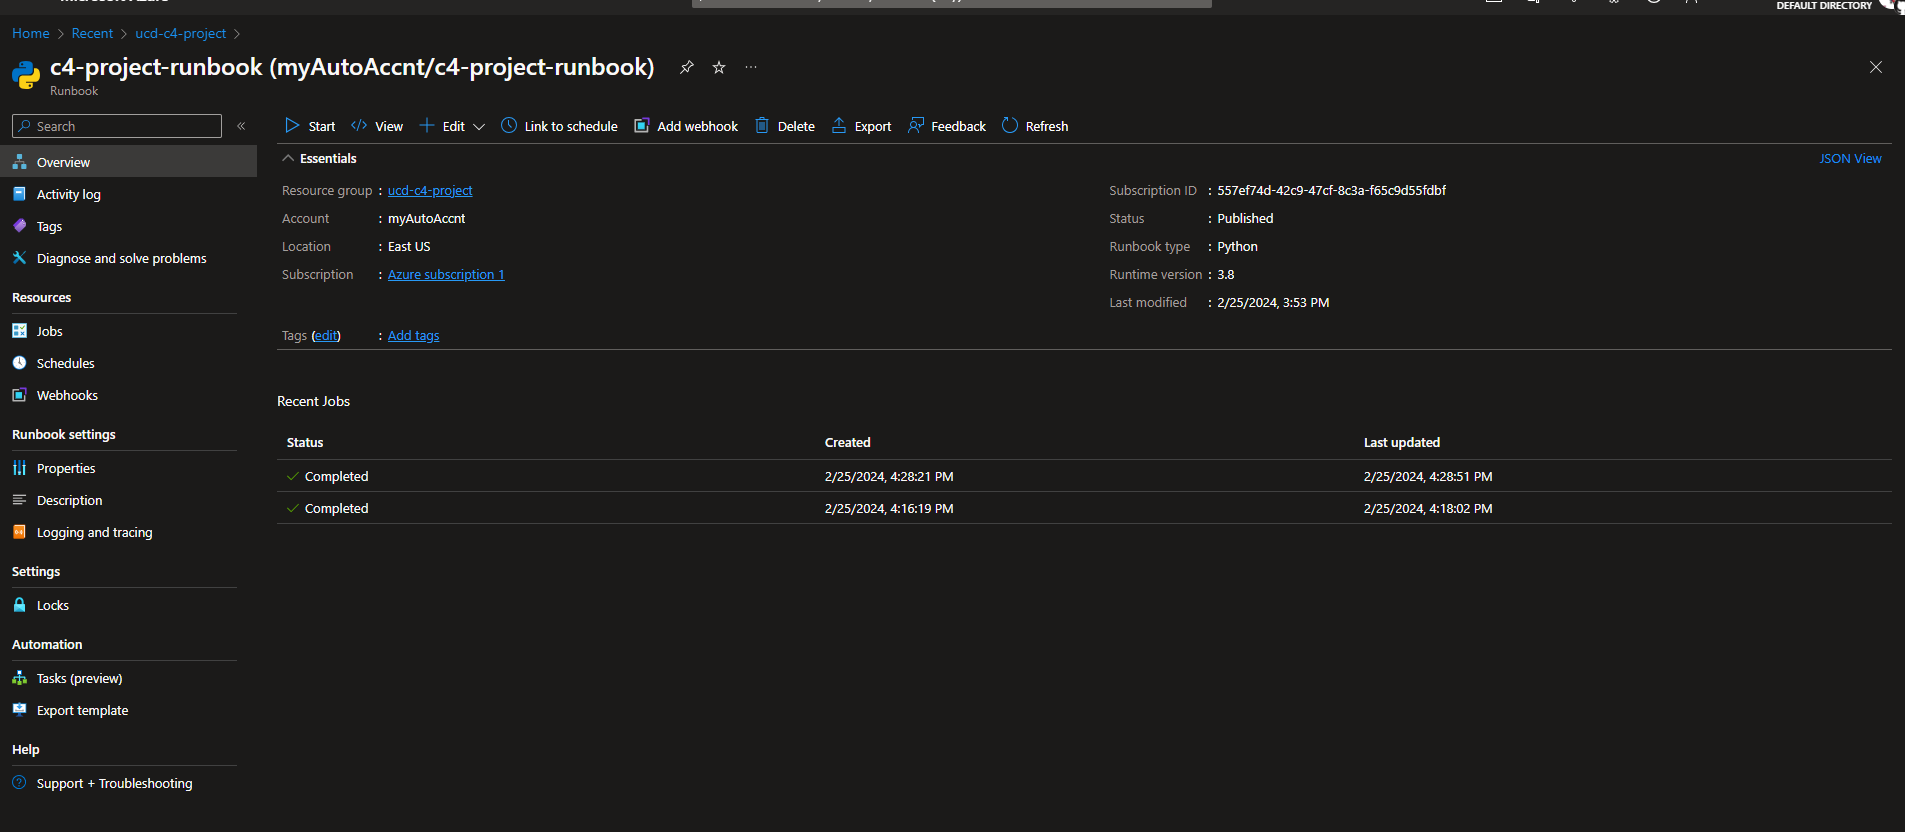 DEFAULT DIRECTORY
Home > Recent > ucd-c4-project >
c4-project-runbook (myAutoAccnt/c4-project-runbook)
Runbook
Search
Start View Edit Link to schedule Add webhook Delete Export Feedback Refresh
Overview
Activity log
Tags
Diagnose and solve problems
Resources
Jobs
Schedules
Webhooks
Runbook settings
Properties
Description
Logging and tracing
Settings
Locks
Automation
Tasks (preview)
Export template
Help
Support + Troubleshooting
Essentials
JSON View
Resource group : ucd-c4-project
Account : myAutoAccnt
Location : East US
Subscription : Azure subscription 1
Subscription ID : 557ef74d-42c9-47cf-8c3a-f65c9d55fdbf
Status : Published
Runbook type : Python
Runtime version : 3.8
Last modified : 2/25/2024, 3:53 PM
Tags (edit) : Add tags
Recent Jobs
Status Created Last updated
Completed 2/25/2024, 4:28:21 PM 2/25/2024, 4:28:51 PM
Completed 2/25/2024, 4:16:19 PM 2/25/2024, 4:18:02 PM